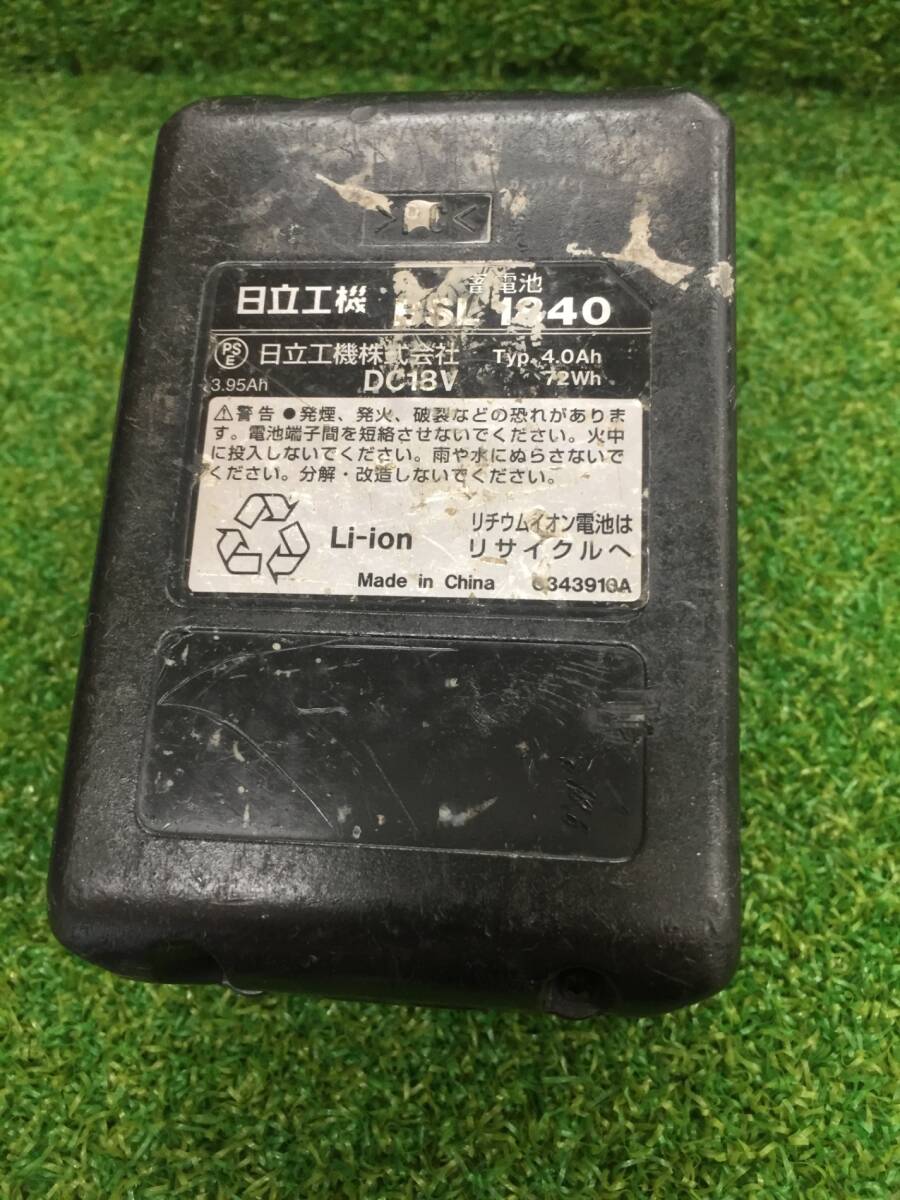 >PC<
蓄電池
日立工機 BSL 1840
PSE 日立工機株式会社 Typ. 4.0Ah
3.95Ah DC18V 72Wh
⚠警告 ●発煙、発火、破裂などの恐れがありま
す。電池端子間を短絡させないでください。火中
に投入しないでください。雨や水にぬらさないで
ください。分解・改造しないでください。
Li-ion リチウムイオン電池は
リサイクルへ
Made in China C343910A